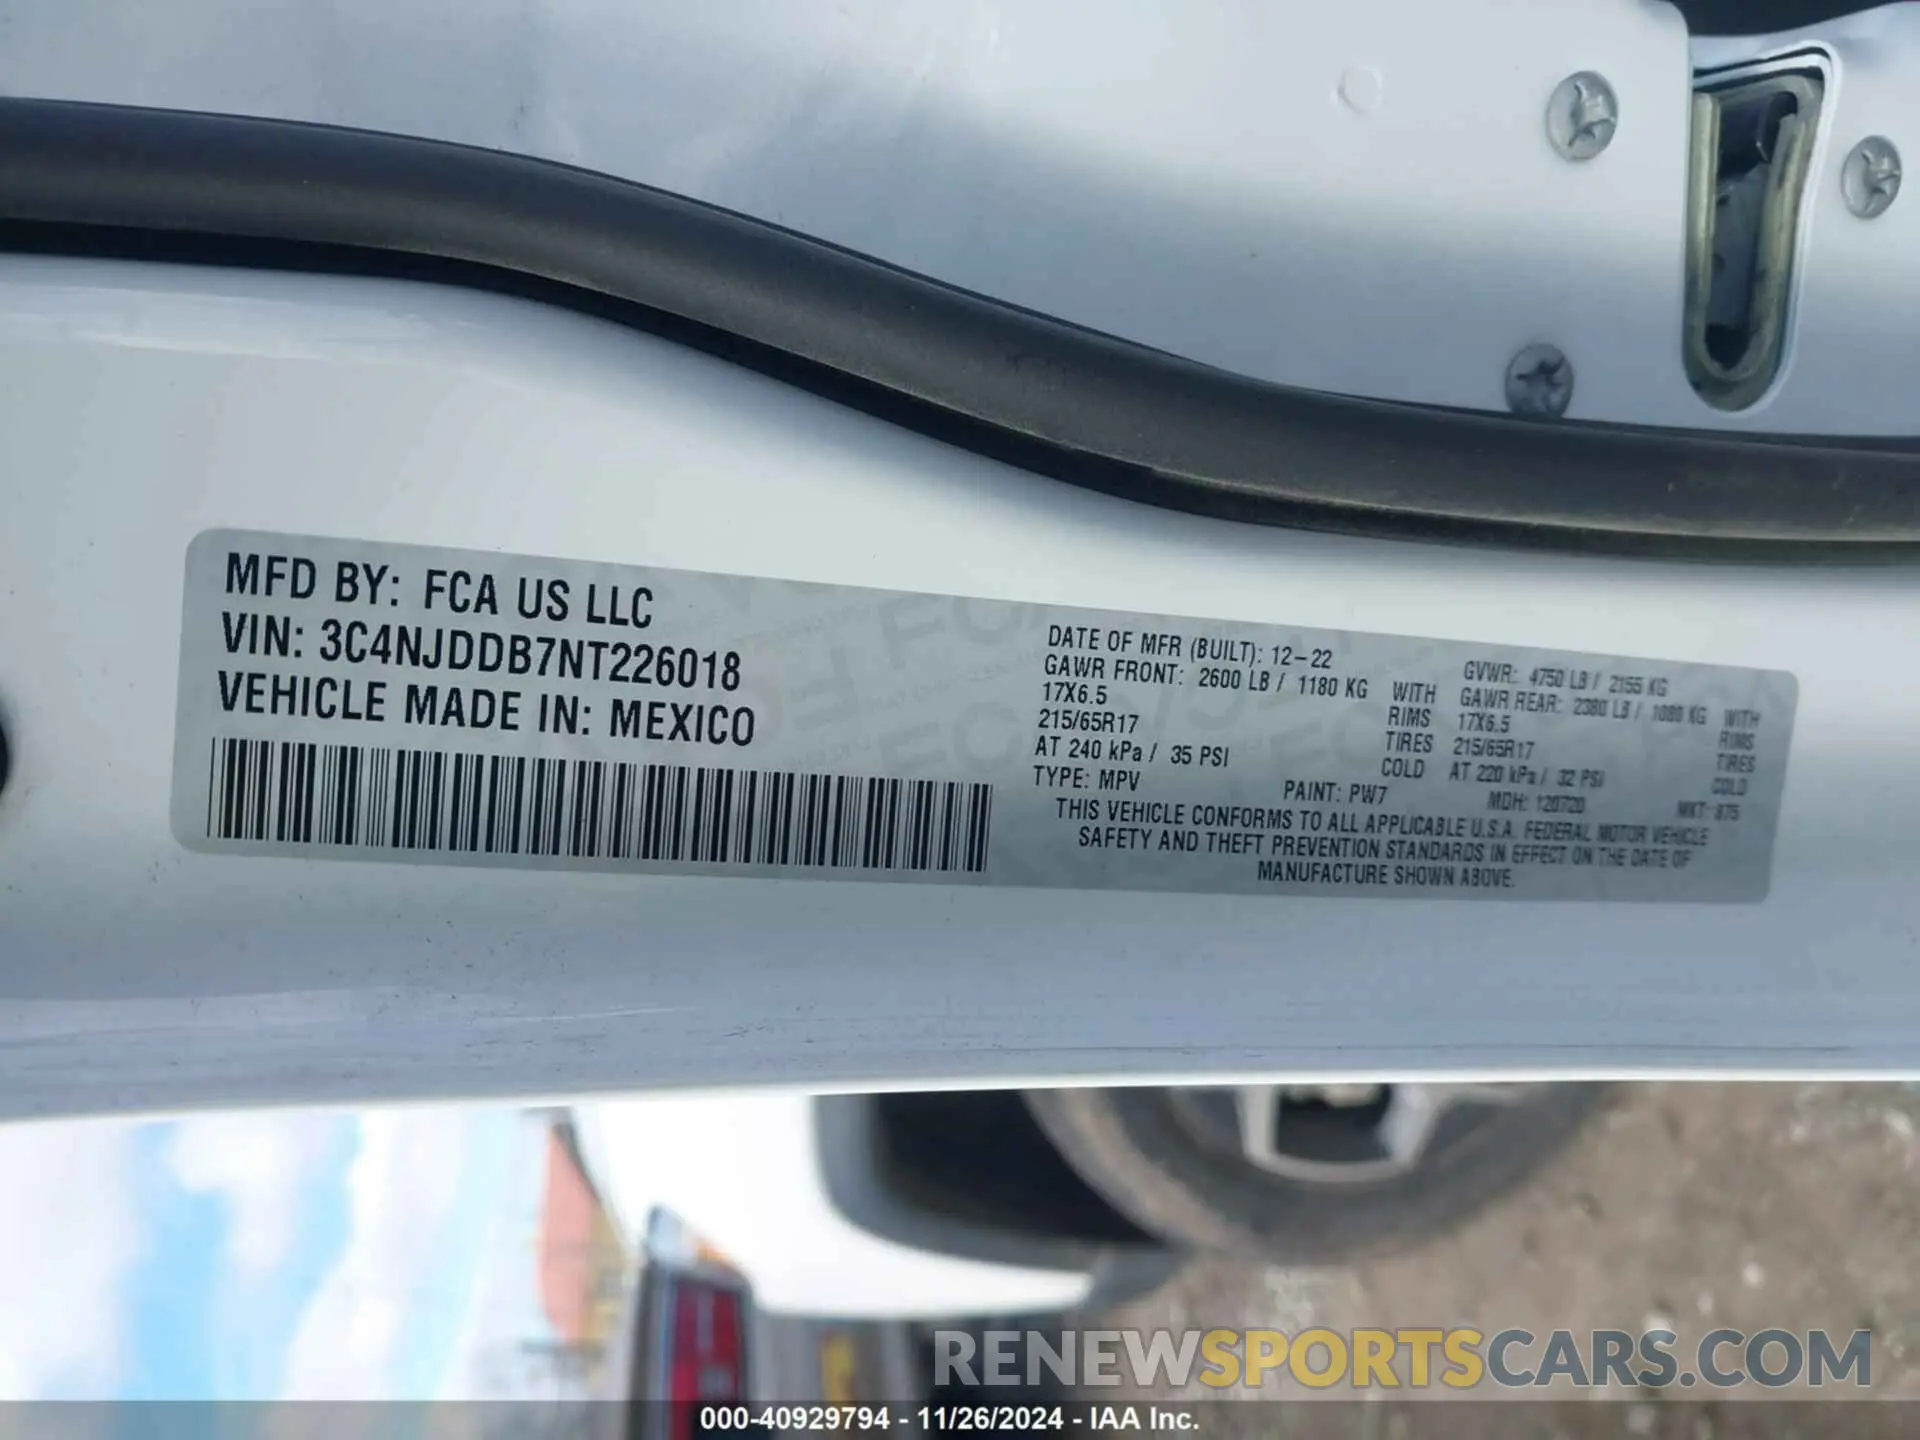 MFD BY: FCA US LLC
VIN: 3C4NJDDB7NT226018
VEHICLE MADE IN: MEXICO
DATE OF MFR (BUILT): 12-22
GVWR: 4750 LB / 2155 KG
GAWR FRONT: 2600 LB / 1180 KG WITH
GAWR REAR: 2380 LB / 1080 KG WITH
17X6.5 RIMS
17X6.5 RIMS
215/65R17 TIRES
215/65R17 TIRES
AT 240 kPa / 35 PSI COLD
AT 220 kPa / 32 PSI COLD
TYPE: MPV PAINT: PW7 MDH: 120720 MKT: 875
THIS VEHICLE CONFORMS TO ALL APPLICABLE U.S.A. FEDERAL MOTOR VEHICLE
SAFETY AND THEFT PREVENTION STANDARDS IN EFFECT ON THE DATE OF
MANUFACTURE SHOWN ABOVE.
RENEWSPORTSCARS.COM
000-40929794 - 11/26/2024 - IAA Inc.